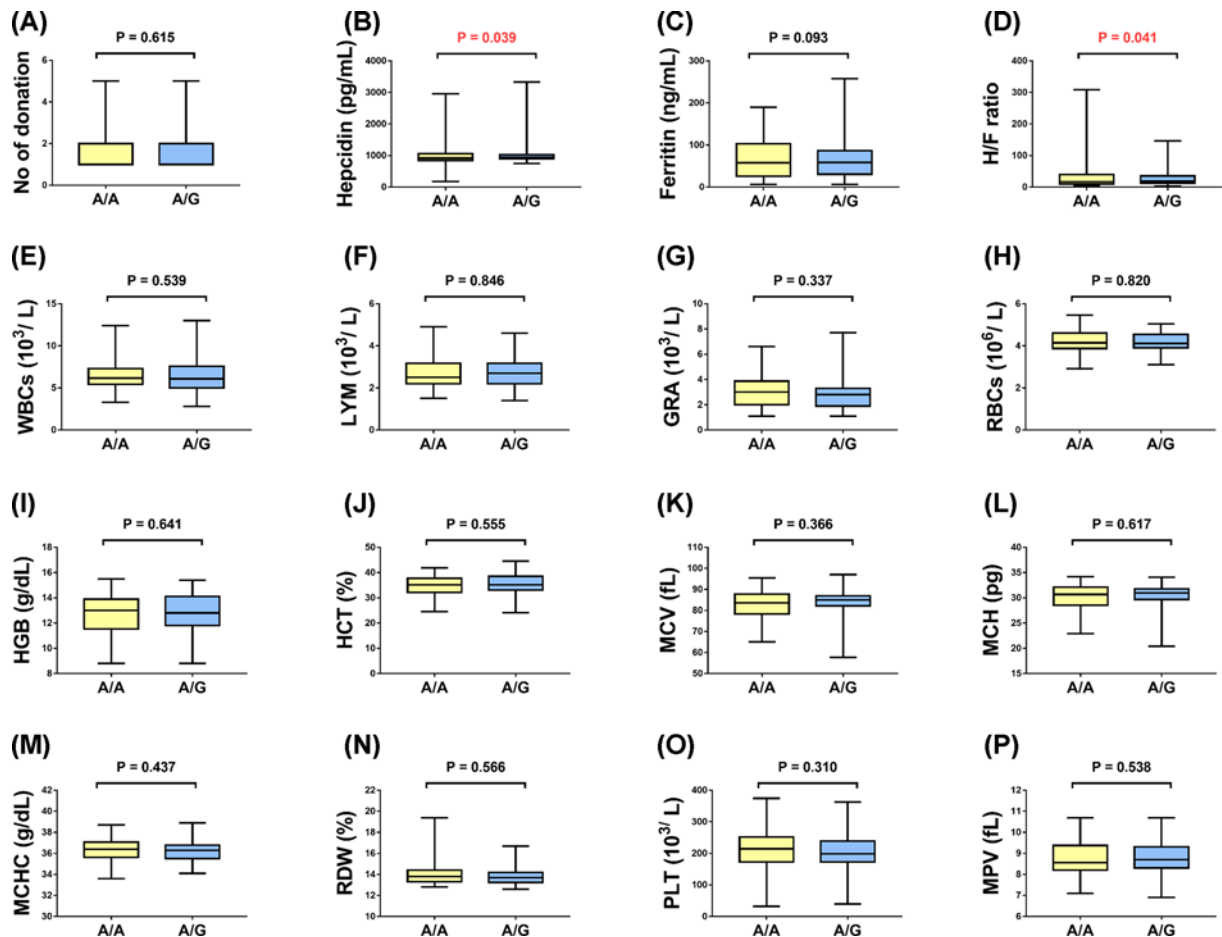 (A)
P = 0.615
No of donation
6
4
2
0
A/A A/G
(B)
P = 0.039
Hepcidin (pg/mL)
4000
3000
2000
1000
0
A/A A/G
(C)
P = 0.093
Ferritin (ng/mL)
300
200
100
0
A/A A/G
(D)
P = 0.041
H/F ratio
400
300
200
100
0
A/A A/G
(E)
P = 0.539
WBCs (10³/ L)
15
10
5
0
A/A A/G
(F)
P = 0.846
LYM (10³/ L)
6
4
2
0
A/A A/G
(G)
P = 0.337
GRA (10³/ L)
10
8
6
4
2
0
A/A A/G
(H)
P = 0.820
RBCs (10⁶/ L)
6
4
2
0
A/A A/G
(I)
P = 0.641
HGB (g/dL)
18
16
14
12
10
8
A/A A/G
(J)
P = 0.555
HCT (%)
50
40
30
20
10
0
A/A A/G
(K)
P = 0.366
MCV (fL)
110
100
90
80
70
60
50
A/A A/G
(L)
P = 0.617
MCH (pg)
40
35
30
25
20
15
A/A A/G
(M)
P = 0.437
MCHC (g/dL)
42
40
38
36
34
32
30
A/A A/G
(N)
P = 0.566
RDW (%)
22
20
18
16
14
12
10
A/A A/G
(O)
P = 0.310
PLT (10³/ L)
400
300
200
100
0
A/A A/G
(P)
P = 0.538
MPV (fL)
12
11
10
9
8
7
6
A/A A/G